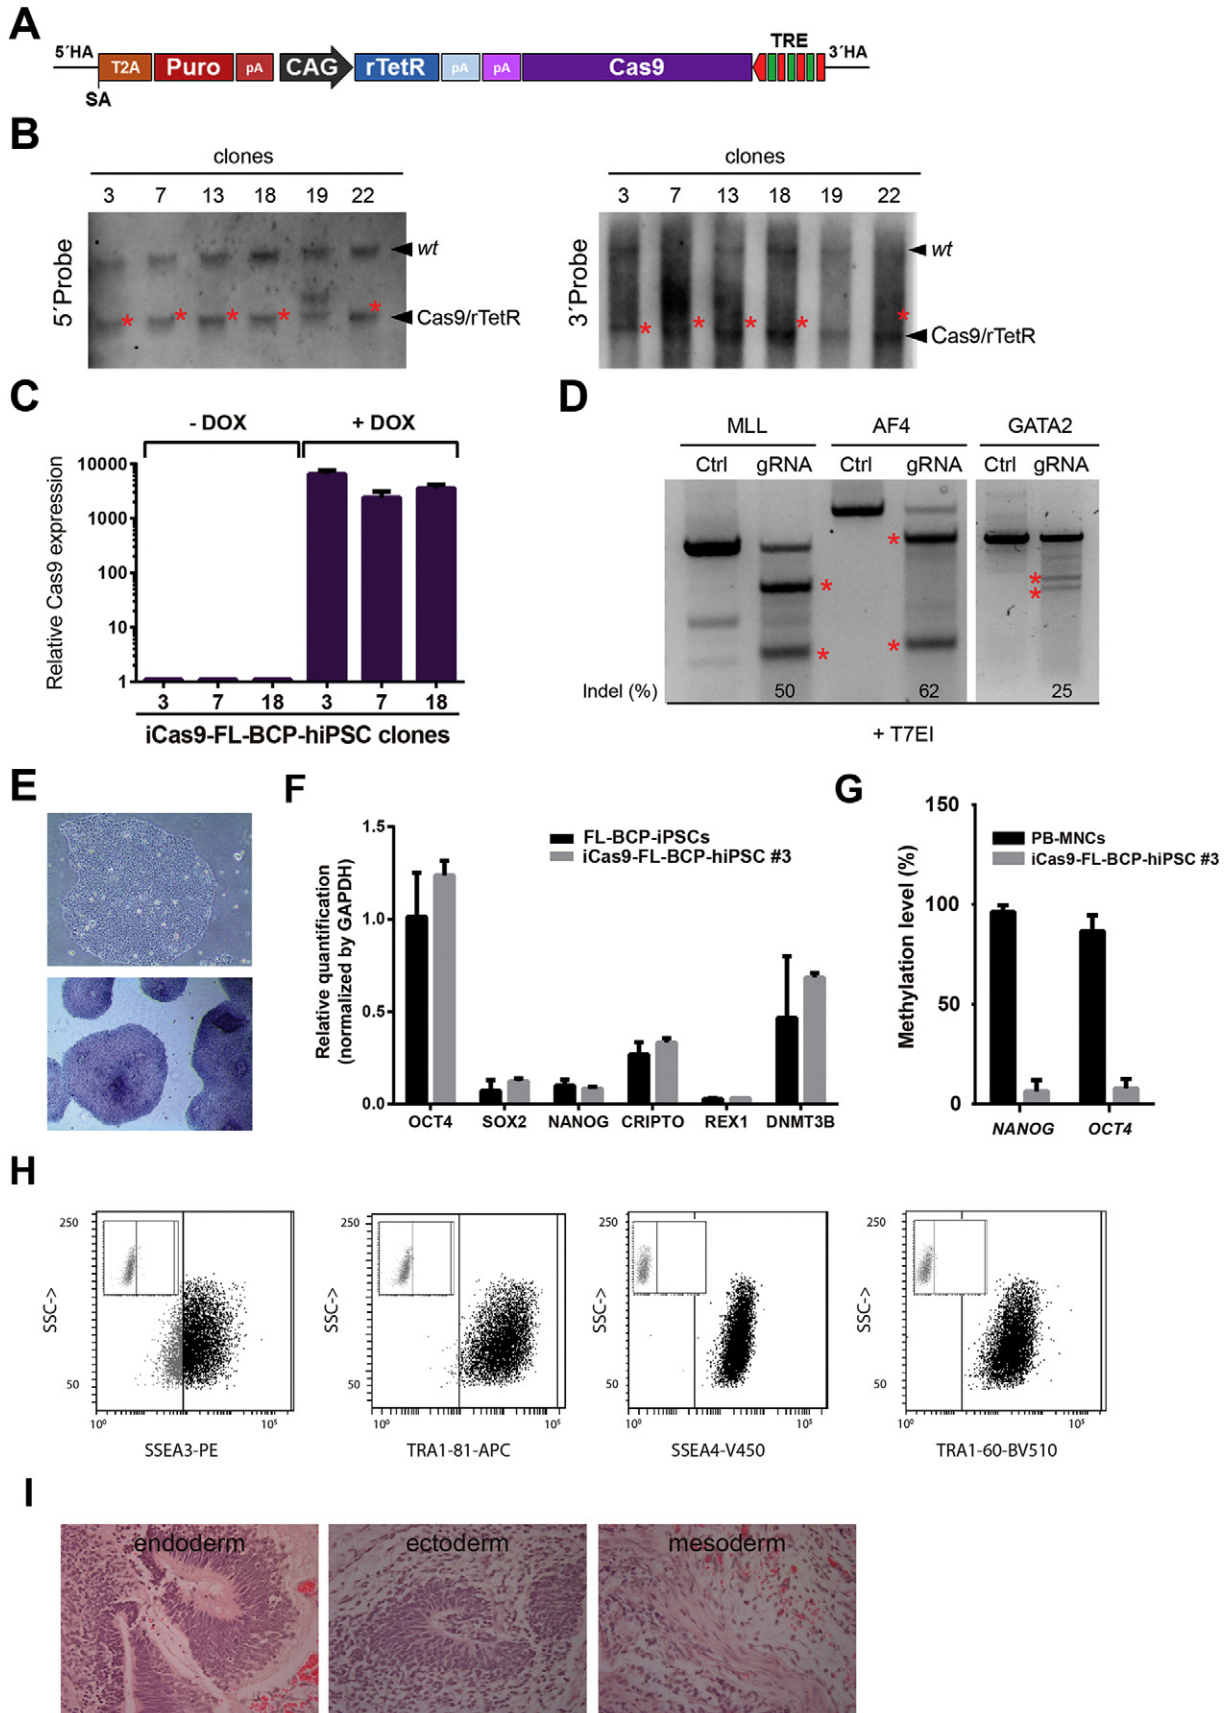 A
5´HA
T2A
Puro
pA
CAG
rTetR
pA
pA
Cas9
TRE
3´HA
SA
B
clones
3 7 13 18 19 22
5´Probe
* * * * *
wt
Cas9/rTetR
clones
3 7 13 18 19 22
3´Probe
* * * * *
wt
Cas9/rTetR
C
- DOX
+ DOX
Relative Cas9 expression
10000
1000
100
10
1
3 7 18 3 7 18
iCas9-FL-BCP-hiPSC clones
D
MLL AF4 GATA2
Ctrl gRNA Ctrl gRNA Ctrl gRNA
* *
* *
* *
Indel (%) 50 62 25
+ T7EI
E
F
Relative quantification
(normalized by GAPDH)
1.5
1.0
0.5
0.0
FL-BCP-iPSCs
iCas9-FL-BCP-hiPSC #3
OCT4 SOX2 NANOG CRIPTO REX1 DNMT3B
G
Methylation level (%)
150
100
50
0
PB-MNCs
iCas9-FL-BCP-hiPSC #3
NANOG OCT4
H
SSC->
250
50
10⁰ 10⁵
SSEA3-PE
SSC->
250
50
10⁰ 10⁵
TRA1-81-APC
SSC->
250
50
10⁰ 10⁵
SSEA4-V450
SSC->
250
50
10⁰ 10⁵
TRA1-60-BV510
I
endoderm
ectoderm
mesoderm